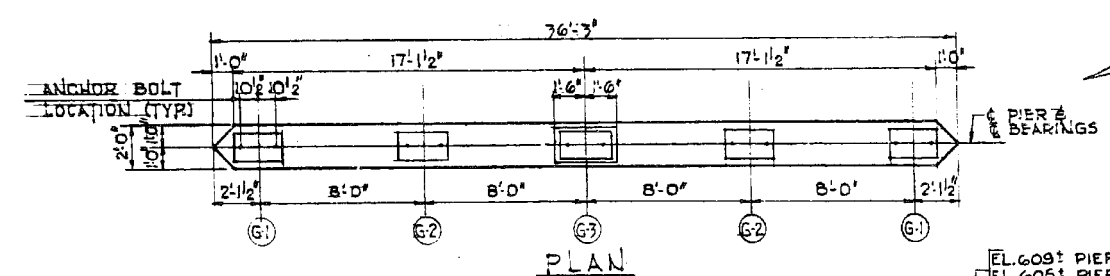 36'-3"
1'-0" 17'-1½" 17'-1½" 1'-0"
ANCHOR BOLT 10½" 10½" 1'-6" 1'-6"
LOCATION (TYP.)
2'-0" 1'-0" 1'-0" ℄ PIER &
℄ BEARINGS
2'-1½" 8'-0" 8'-0" 8'-0" 8'-0" 2'-1½"
G-1 G-2 G-3 G-2 G-1
PLAN
EL.609± PIER
EL.605± PIER